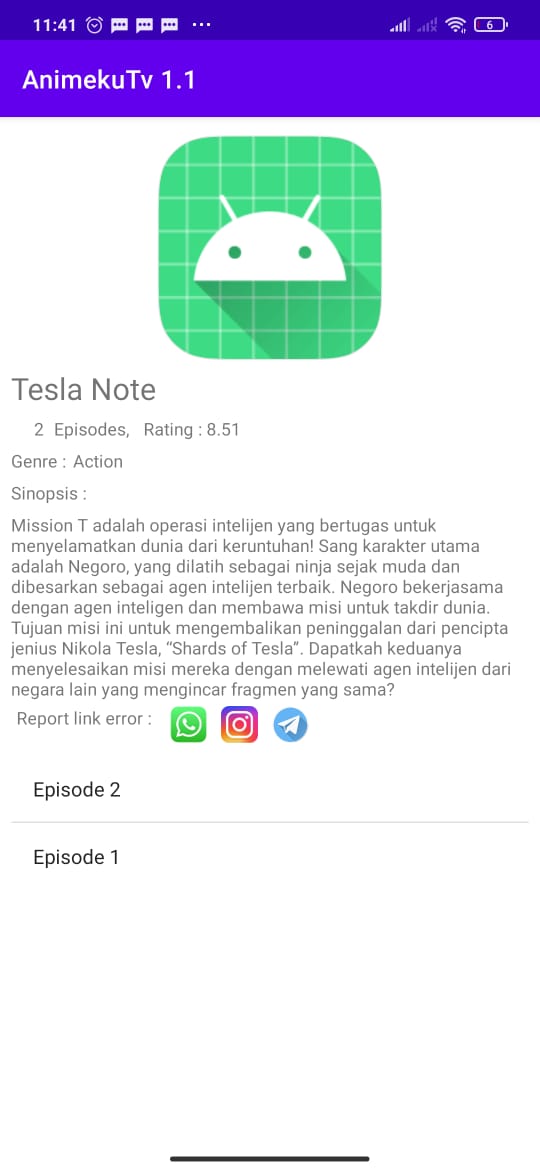 11:41
6
AnimekuTv 1.1
Tesla Note
2 Episodes, Rating : 8.51
Genre : Action
Sinopsis :
Mission T adalah operasi intelijen yang bertugas untuk
menyelamatkan dunia dari keruntuhan! Sang karakter utama
adalah Negoro, yang dilatih sebagai ninja sejak muda dan
dibesarkan sebagai agen intelijen terbaik. Negoro bekerjasama
dengan agen inteligen dan membawa misi untuk takdir dunia.
Tujuan misi ini untuk mengembalikan peninggalan dari pencipta
jenius Nikola Tesla, “Shards of Tesla”. Dapatkah keduanya
menyelesaikan misi mereka dengan melewati agen intelijen dari
negara lain yang mengincar fragmen yang sama?
Report link error :
Episode 2
Episode 1